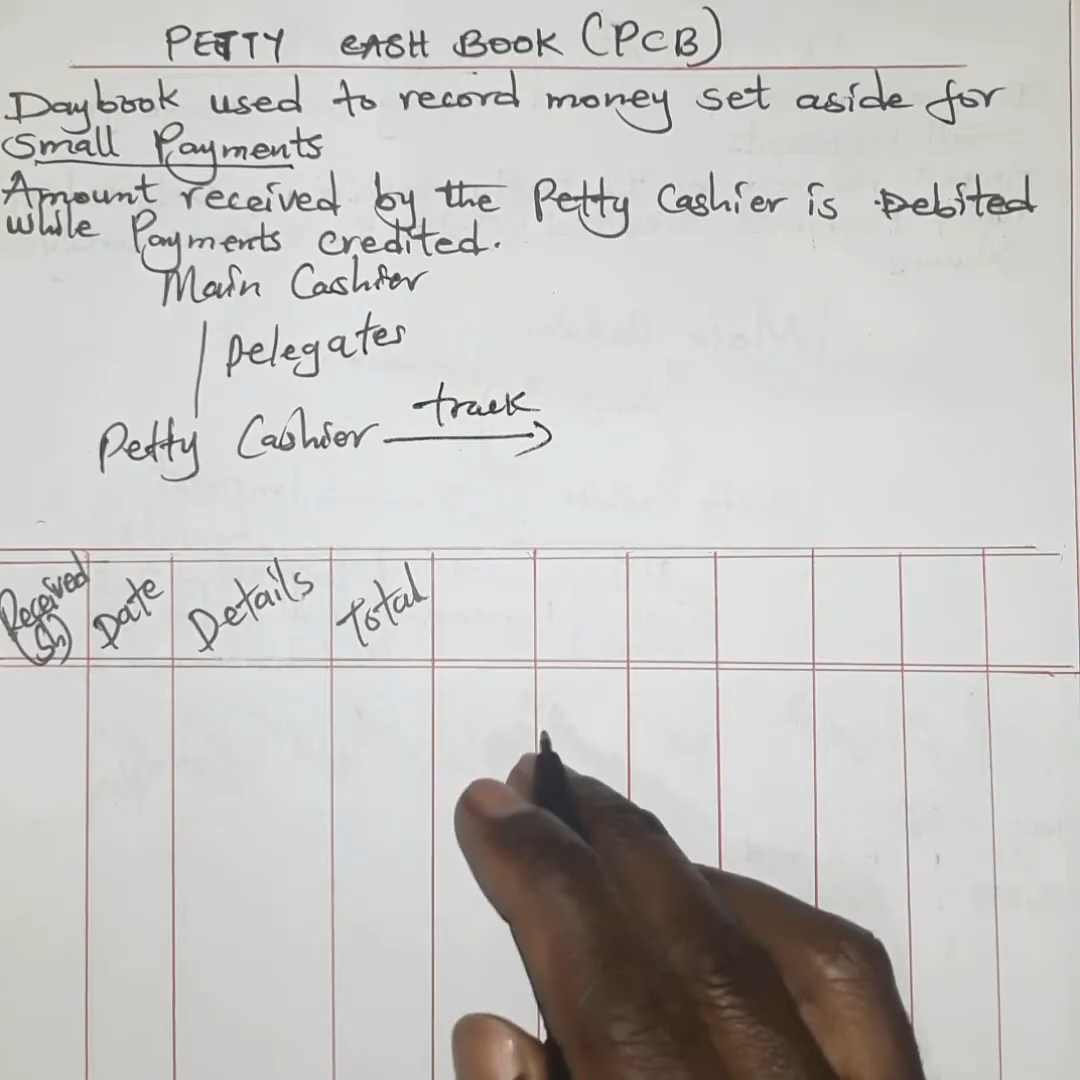 PETTY CASH BOOK (PCB)
Daybook used to record money set aside for
Small Payments
Amount received by the Petty Cashier is Debited
while Payments credited.
Main Cashier
Delegates
track
Petty Cashier
Received (Sh) Date Details Total